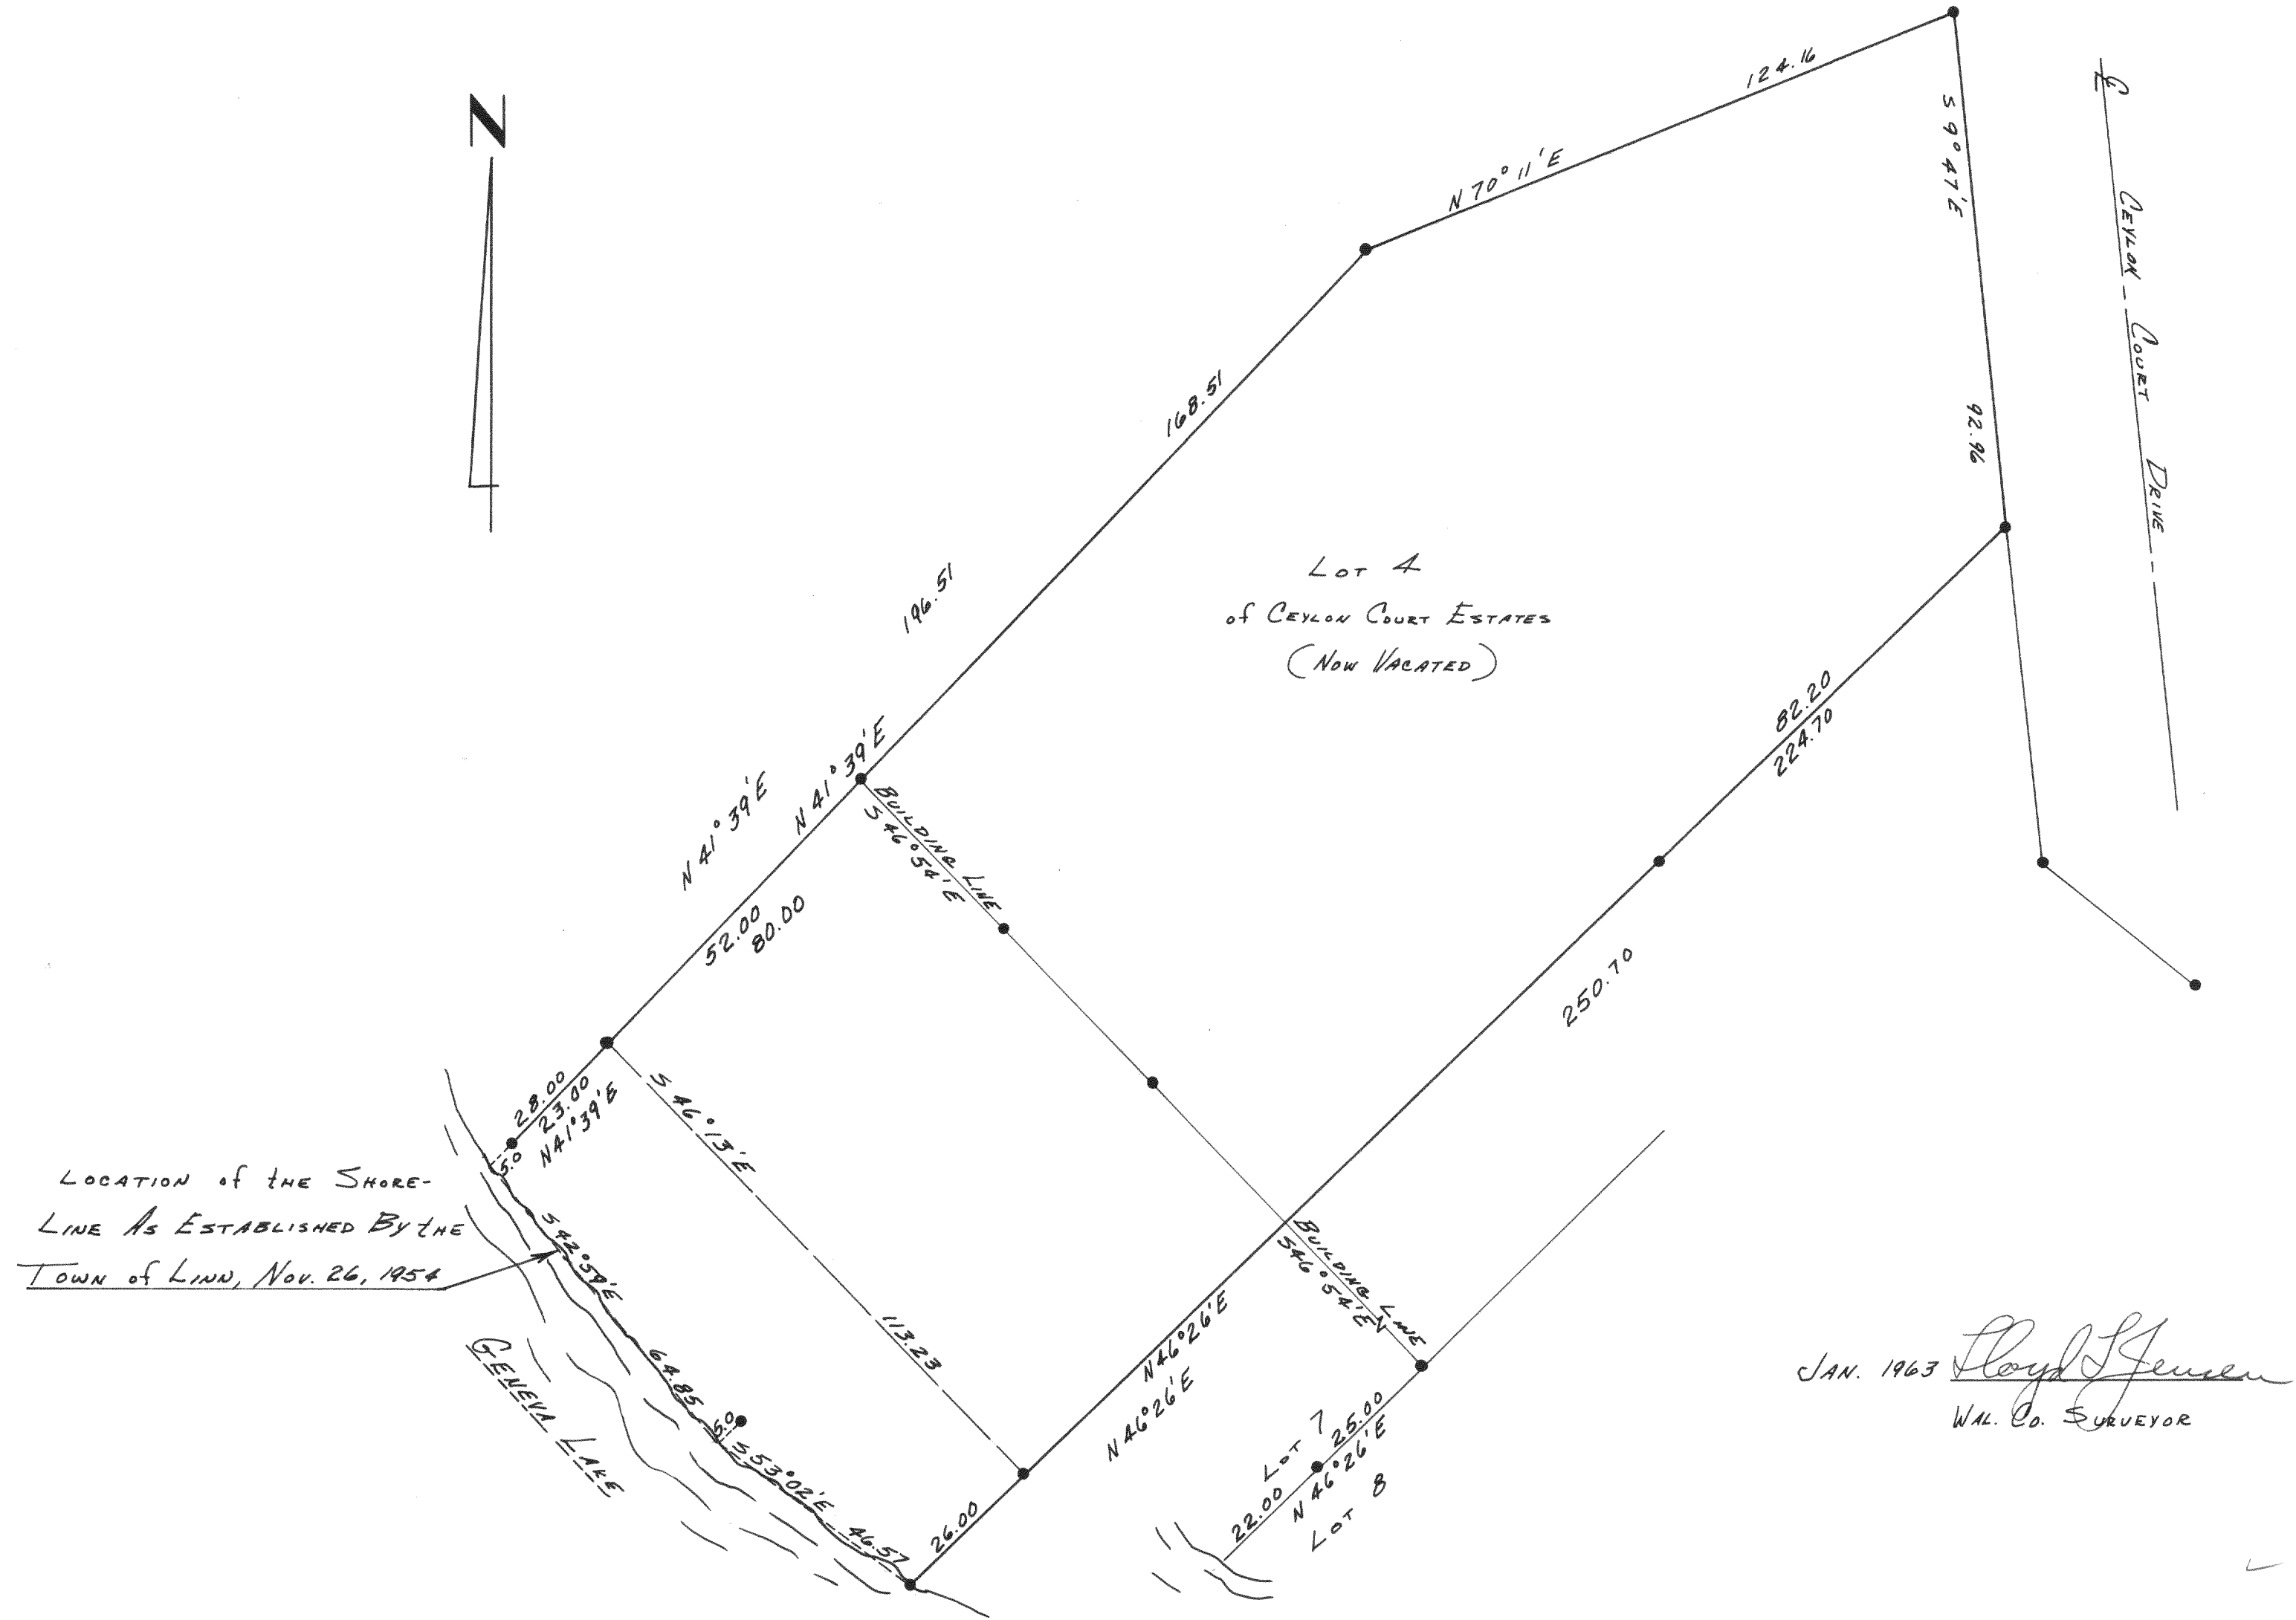 N
124.16
N 70° 11' E
S 9° 47' E
92.96
CEYLON COURT DRIVE
168.51
196.51
LOT 4
of CEYLON COURT ESTATES
(NOW VACATED)
82.20
224.70
N 41° 39' E
N 41° 39' E
BUILDING LINE
S 46° 54' E
52.00
80.00
250.70
28.00
23.00
N 41° 39' E
5.0
S 46° 13' E
113.23
LOCATION of tHE SHORE-
LINE AS ESTABLISHED By tHE
TOWN of LINN, NOV. 26, 1954
S 42° 59' E
64.85
5.0
S 53° 02' E
46.57
GENEVA LAKE
26.00
N 46° 26' E
N 46° 26' E
BUILDING LINE
S 46° 54' E
LOT 7
25.00
22.00
N 46° 26' E
LOT 8
JAN. 1963 Lloyd L Jensen
WAL. CO. SURVEYOR